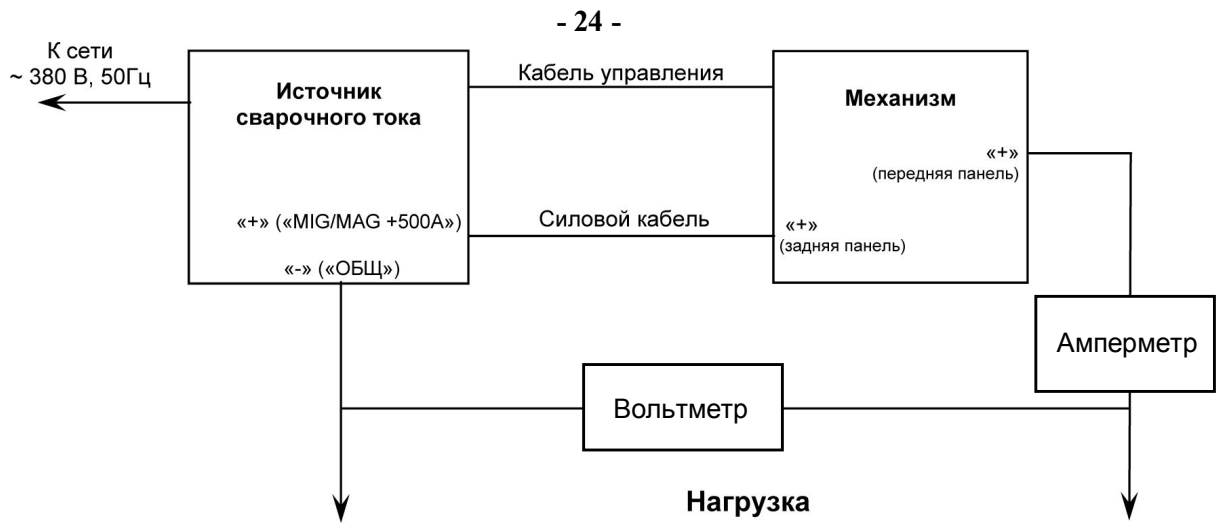 - 24 -
К сети
~ 380 В, 50Гц
Источник
сварочного тока
«+» («MIG/MAG +500А»)
«-» («ОБЩ»)
Кабель управления
Силовой кабель
Механизм
«+»
(передняя панель)
«+»
(задняя панель)
Амперметр
Вольтметр
Нагрузка